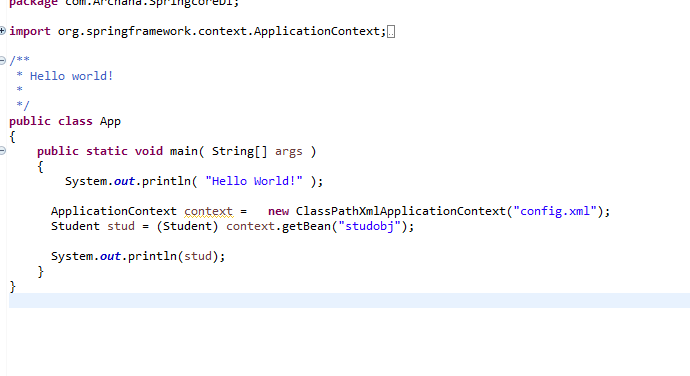 package com.Archana.SpringcoreDI;
import org.springframework.context.ApplicationContext;
/**
* Hello world!
*
*/
public class App
{
public static void main( String[] args )
{
System.out.println( "Hello World!" );
ApplicationContext context = new ClassPathXmlApplicationContext("config.xml");
Student stud = (Student) context.getBean("studobj");
System.out.println(stud);
}
}